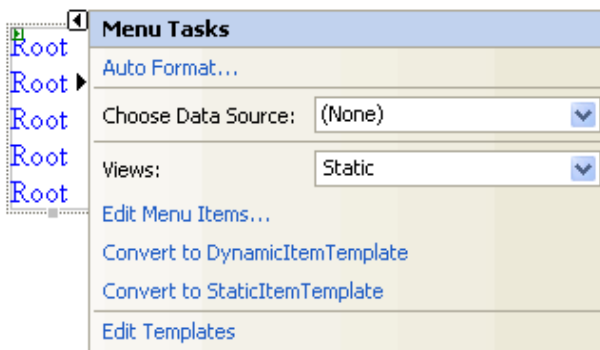 Root
Root
Root
Root
Root
Menu Tasks
Auto Format...
Choose Data Source: (None)
Views: Static
Edit Menu Items...
Convert to DynamicItemTemplate
Convert to StaticItemTemplate
Edit Templates